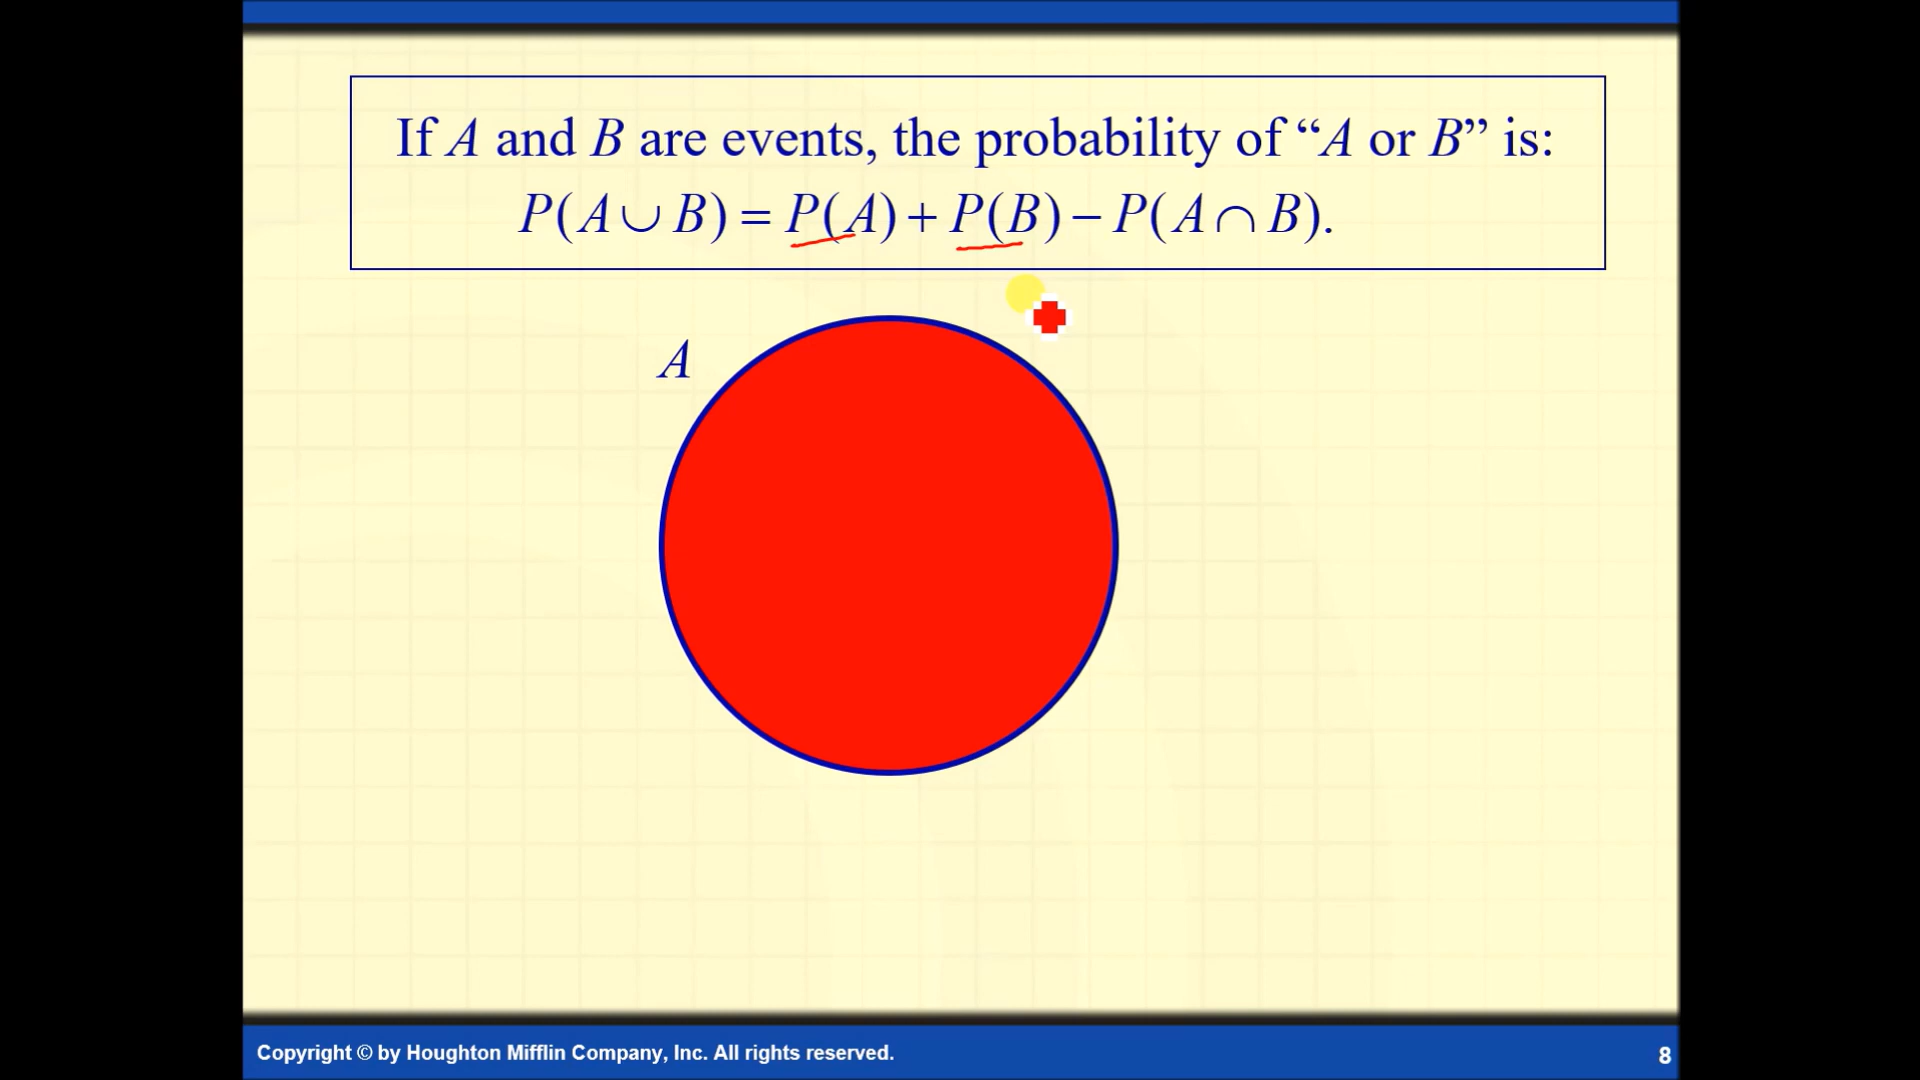 If A and B are events, the probability of “A or B” is:
P(A ∪ B) = P(A) + P(B) − P(A ∩ B).
A
Copyright © by Houghton Mifflin Company, Inc. All rights reserved.
8